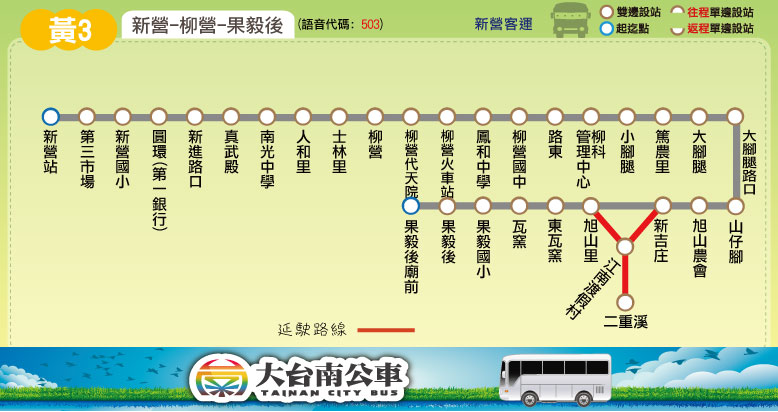 黃3
新營-柳營-果毅後
(語音代碼: 503)
新營客運
雙邊設站
起迄點
往程單邊設站
返程單邊設站
新營站
第三市場
新營國小
圓環(第一銀行)
新進路口
真武殿
南光中學
人和里
士林里
柳營
柳營代天院
柳營火車站
鳳和中學
柳營國中
路東
柳科
管理中心
小腳腿
篤農里
大腳腿
大腳腿路口
果毅後廟前
果毅後
果毅國小
瓦窯
東瓦窯
旭山里
新吉庄
旭山農會
山仔腳
江南渡假村
二重溪
延駛路線
大台南公車
TAINAN CITY BUS